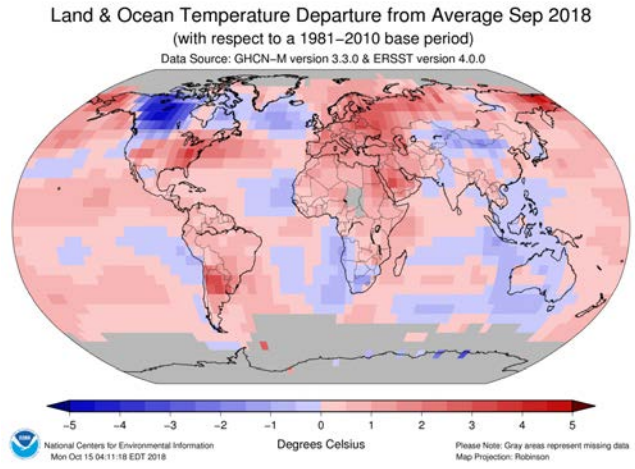 Land & Ocean Temperature Departure from Average Sep 2018
(with respect to a 1981–2010 base period)
Data Source: GHCN–M version 3.3.0 & ERSST version 4.0.0
−5 −4 −3 −2 −1 0 1 2 3 4 5
National Centers for Environmental Information
Mon Oct 15 04:11:18 EDT 2018
Degrees Celsius
Please Note: Gray areas represent missing data
Map Projection: Robinson